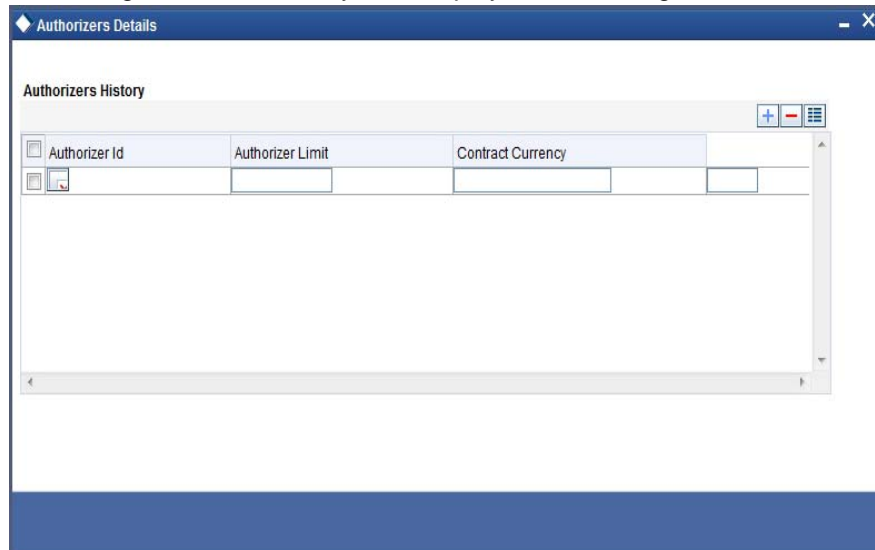 Authorizers Details
Authorizers History
Authorizer Id Authorizer Limit Contract Currency